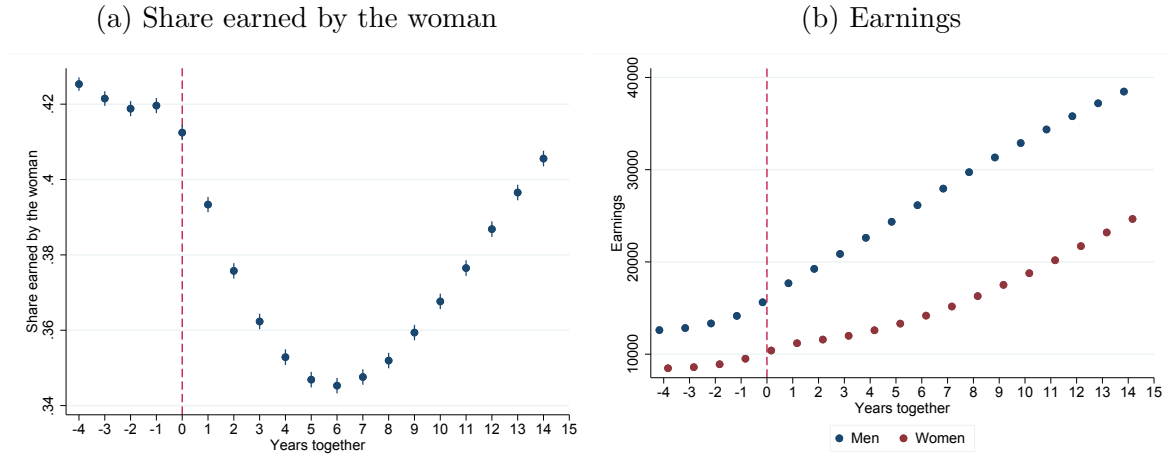 (a) Share earned by the woman
Share earned by the woman
.42
.4
.38
.36
.34
-4 -3 -2 -1 0 1 2 3 4 5 6 7 8 9 10 11 12 13 14 15
Years together
(b) Earnings
Earnings
40000
30000
20000
10000
-4 -3 -2 -1 0 1 2 3 4 5 6 7 8 9 10 11 12 13 14 15
Years together
Men Women